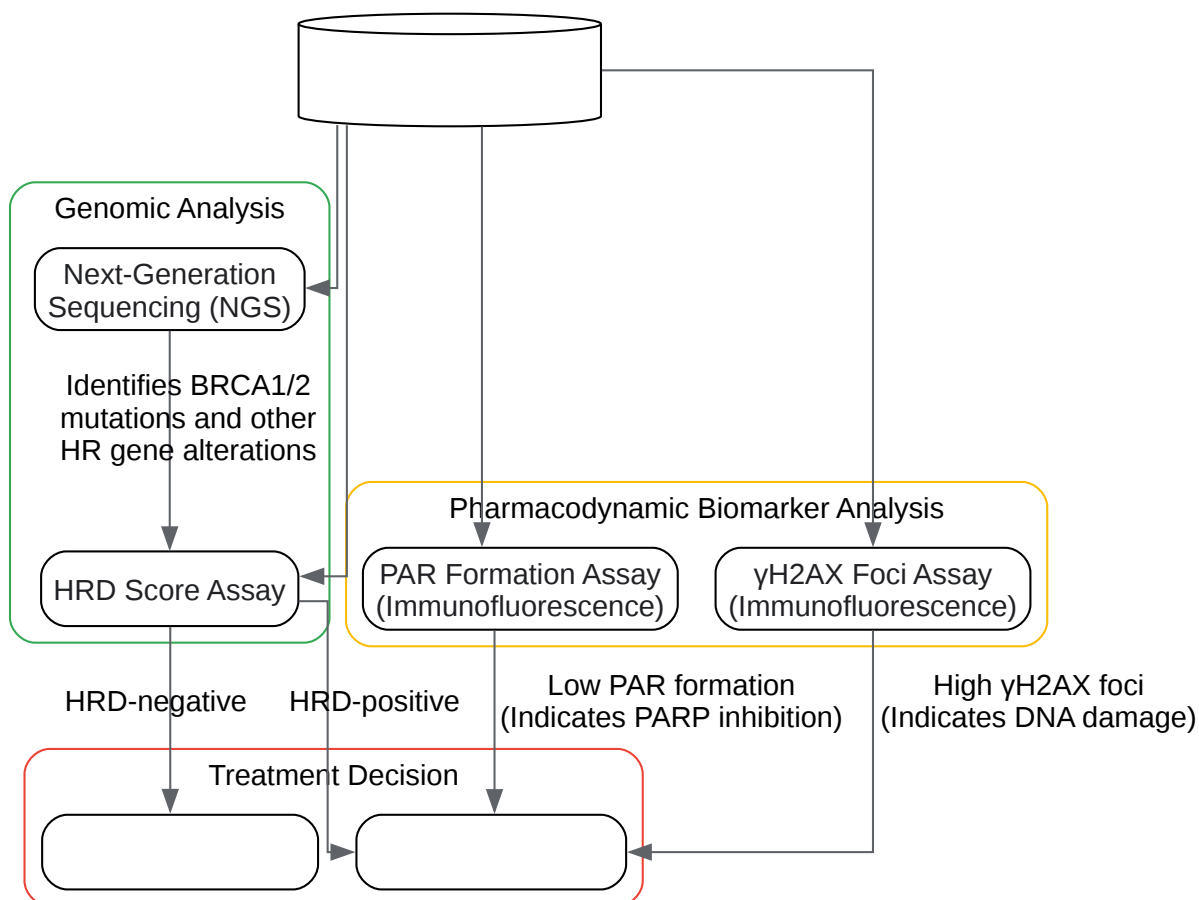 Genomic Analysis
Next-Generation
Sequencing (NGS)
Identifies BRCA1/2
mutations and other
HR gene alterations
Pharmacodynamic Biomarker Analysis
HRD Score Assay
PAR Formation Assay
(Immunofluorescence)
γH2AX Foci Assay
(Immunofluorescence)
HRD-negative
HRD-positive
Low PAR formation
(Indicates PARP inhibition)
High γH2AX foci
(Indicates DNA damage)
Treatment Decision